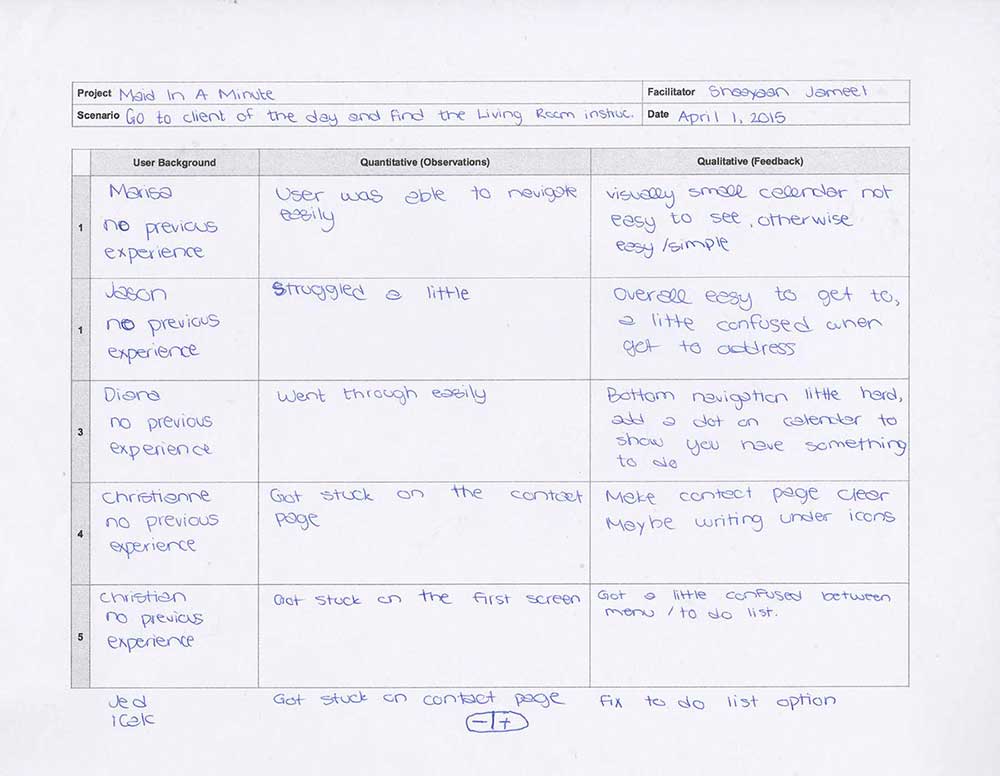 Project Maid In A Minute Facilitator Shaayaan Jameel
Scenario Go to client of the day and find the Living Room instruc. Date April 1, 2015
User Background Quantitative (Observations) Qualitative (Feedback)
1
Marisa
no previous
experience
User was able to navigate
easily
visually small calendar not
easy to see, otherwise
easy/simple
1
Jason
no previous
experience
Struggled a little
Overall easy to get to,
a litte confused when
get to address
3
Diana
no previous
experience
Went through easily
Bottom navigation little hard,
add a dot on calender to
show you have something
to do
4
Christienne
no previous
experience
Got stuck on the contact
page
Make contact page clear
Maybe writing under icons
5
Christian
no previous
experience
Got stuck on the first screen
Got a little confused between
menu / to do list.
Jed
Got stuck on contact page
Fix to do list option
- | +